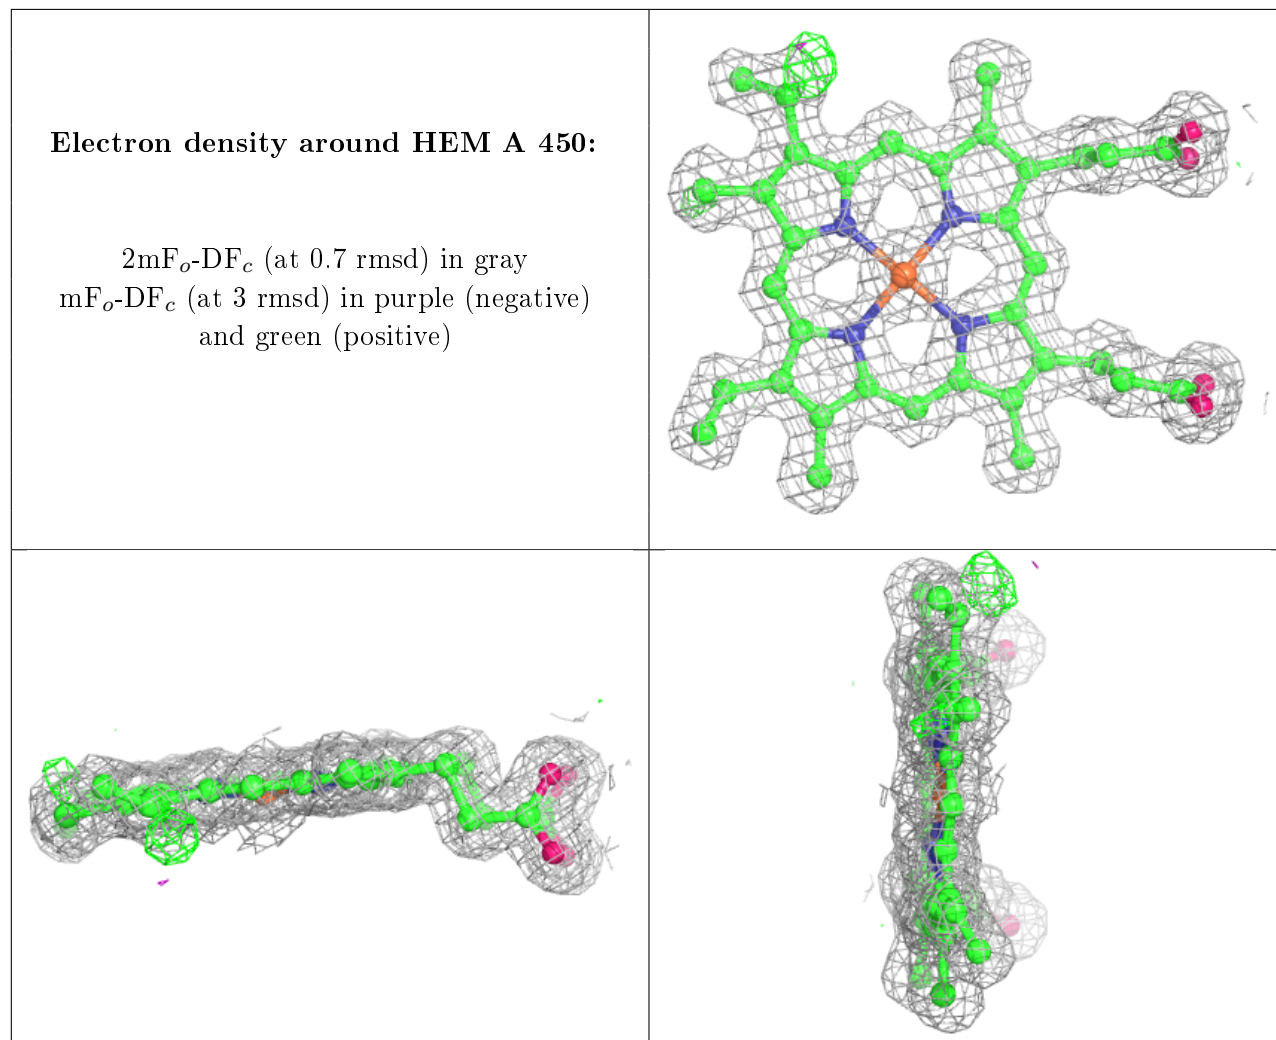 Electron density around HEM A 450:
2mFₒ-DF𝒸 (at 0.7 rmsd) in gray
mFₒ-DF𝒸 (at 3 rmsd) in purple (negative)
and green (positive)